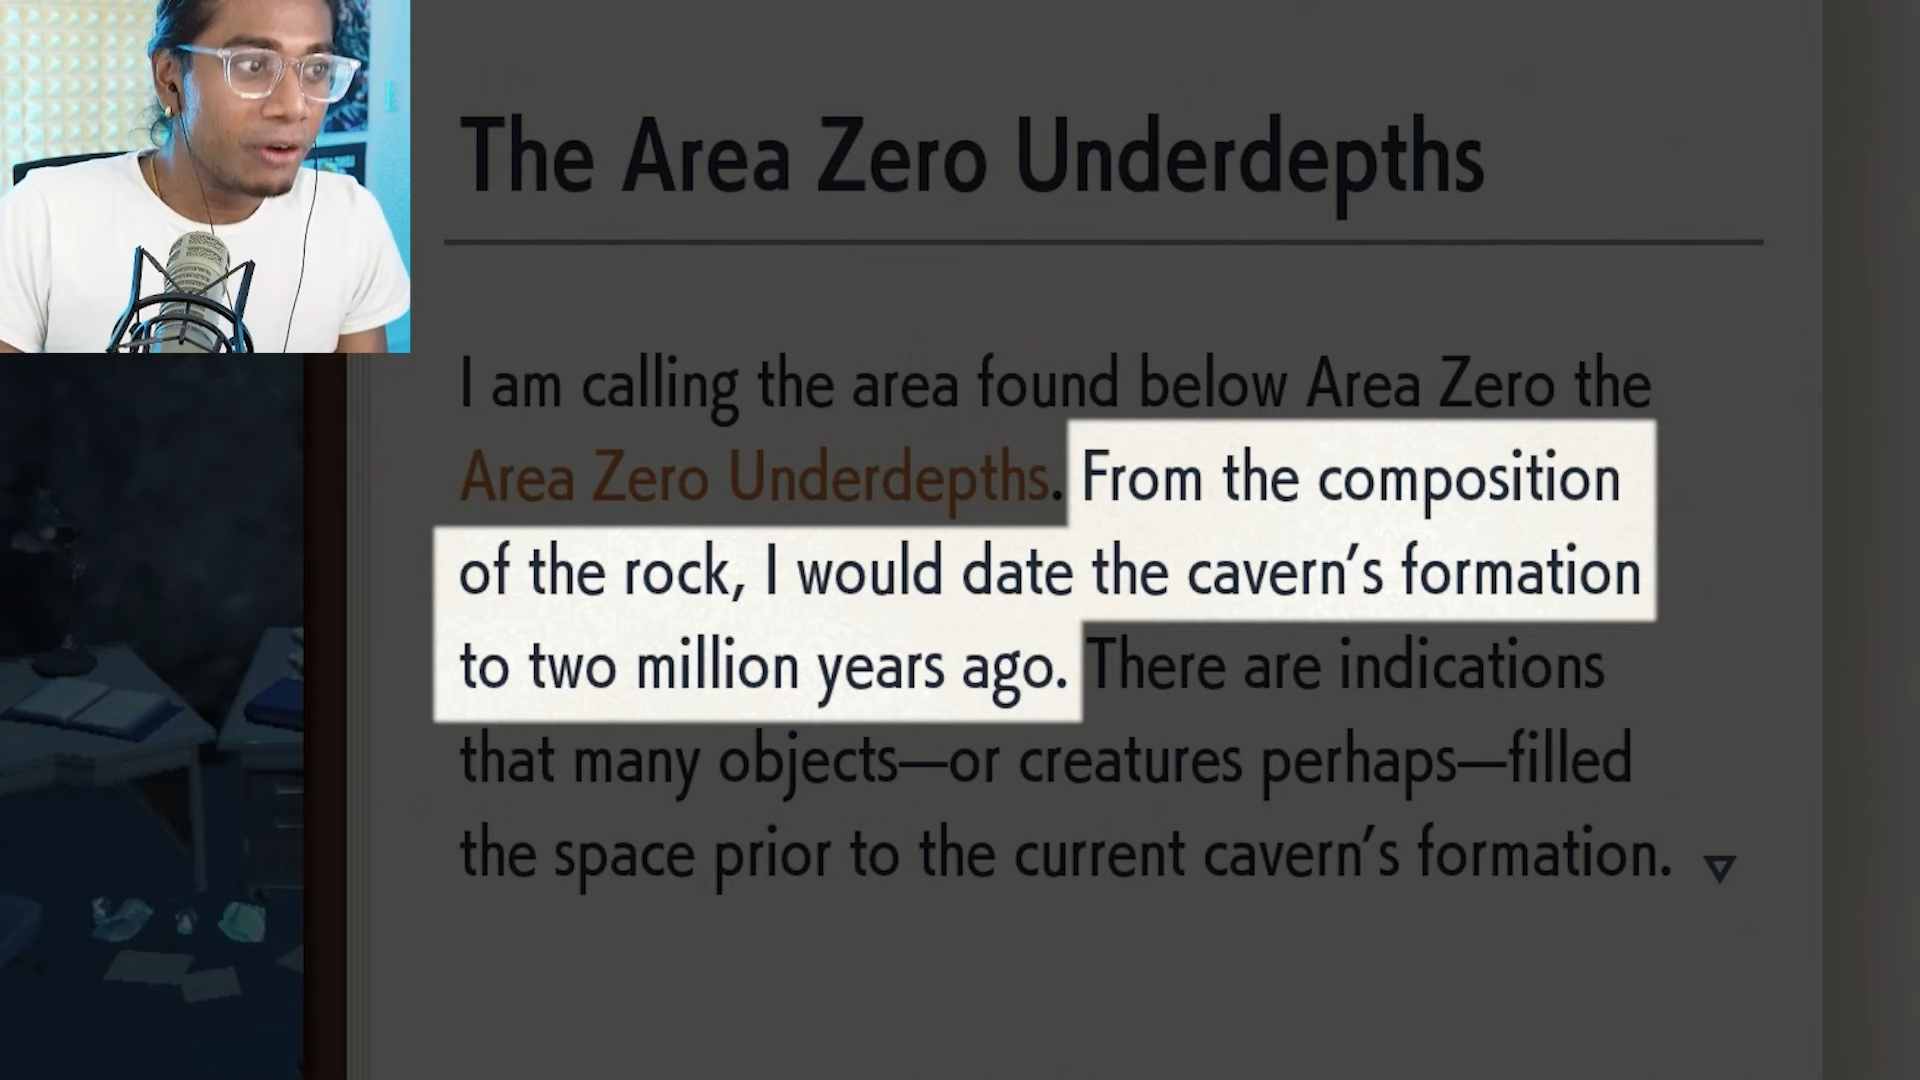 The Area Zero Underdepths
I am calling the area found below Area Zero the
Area Zero Underdepths. From the composition
of the rock, I would date the cavern's formation
to two million years ago. There are indications
that many objects—or creatures perhaps—filled
the space prior to the current cavern's formation.